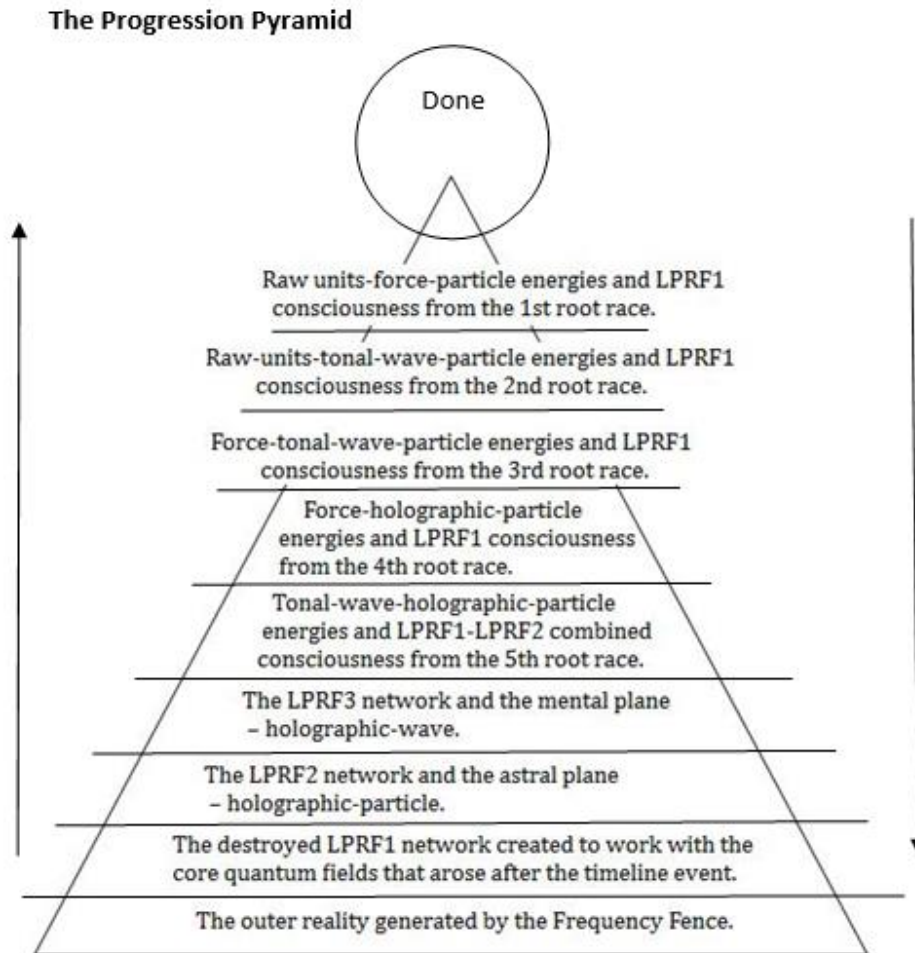 The Progression Pyramid
Done
Raw units-force-particle energies and LPRF1
consciousness from the 1st root race.
Raw-units-tonal-wave-particle energies and LPRF1
consciousness from the 2nd root race.
Force-tonal-wave-particle energies and LPRF1
consciousness from the 3rd root race.
Force-holographic-particle
energies and LPRF1 consciousness
from the 4th root race.
Tonal-wave-holographic-particle
energies and LPRF1-LPRF2 combined
consciousness from the 5th root race.
The LPRF3 network and the mental plane
– holographic-wave.
The LPRF2 network and the astral plane
– holographic-particle.
The destroyed LPRF1 network created to work with the
core quantum fields that arose after the timeline event.
The outer reality generated by the Frequency Fence.